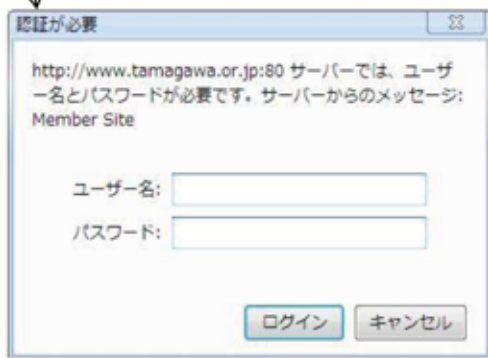 認証が必要
http://www.tamagawa.or.jp:80 サーバーでは、ユーザ
ー名とパスワードが必要です。サーバーからのメッセージ:
Member Site
ユーザー名:
パスワード:
ログイン
キャンセル